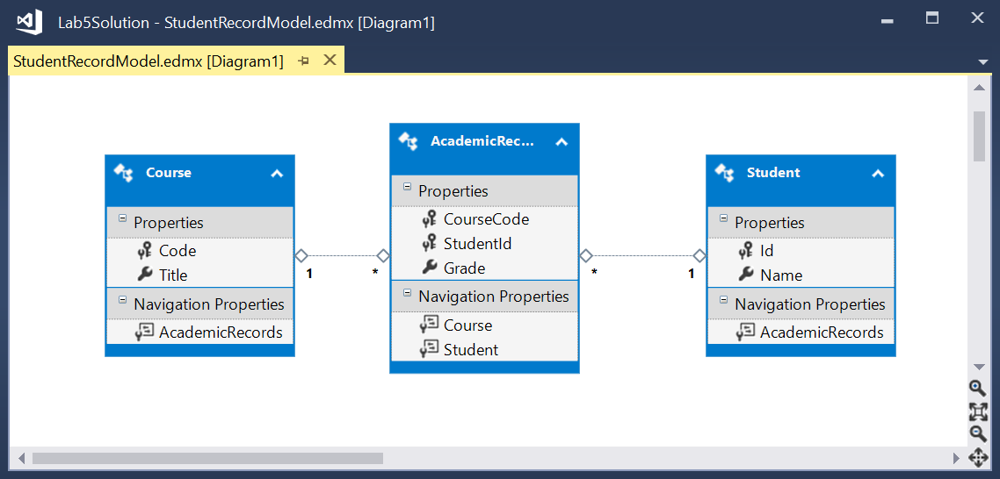 Lab5Solution - StudentRecordModel.edmx [Diagram1]
StudentRecordModel.edmx [Diagram1]
Course
Properties
Code
Title
Navigation Properties
AcademicRecords
1
*
AcademicRec...
Properties
CourseCode
StudentId
Grade
Navigation Properties
Course
Student
*
1
Student
Properties
Id
Name
Navigation Properties
AcademicRecords